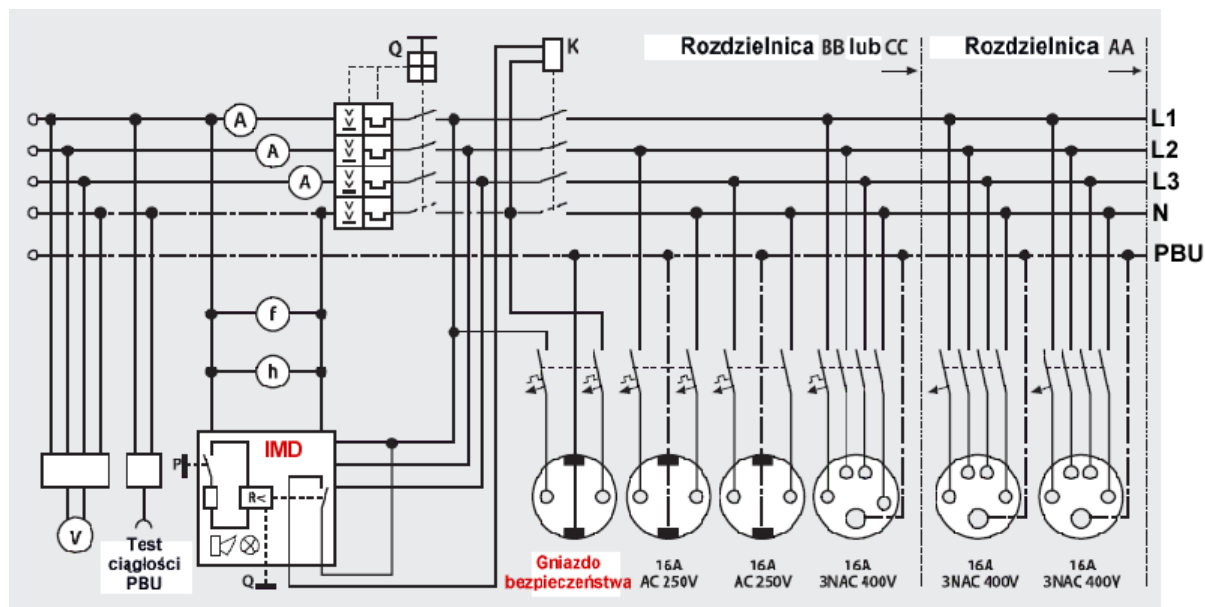 Q
K
Rozdzielnica BB lub CC
Rozdzielnica AA
A
L1
A
L2
A
L3
N
PBU
f
h
IMD
P
R<
V
Test
ciągłości
PBU
Q
Gniazdo
bezpieczeństwa
16A
AC 250V
16A
AC 250V
16A
3NAC 400V
16A
3NAC 400V
16A
3NAC 400V